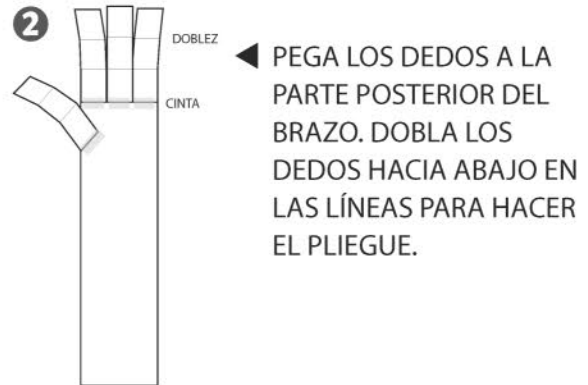 2
DOBLEZ
CINTA
PEGA LOS DEDOS A LA
PARTE POSTERIOR DEL
BRAZO. DOBLA LOS
DEDOS HACIA ABAJO EN
LAS LÍNEAS PARA HACER
EL PLIEGUE.